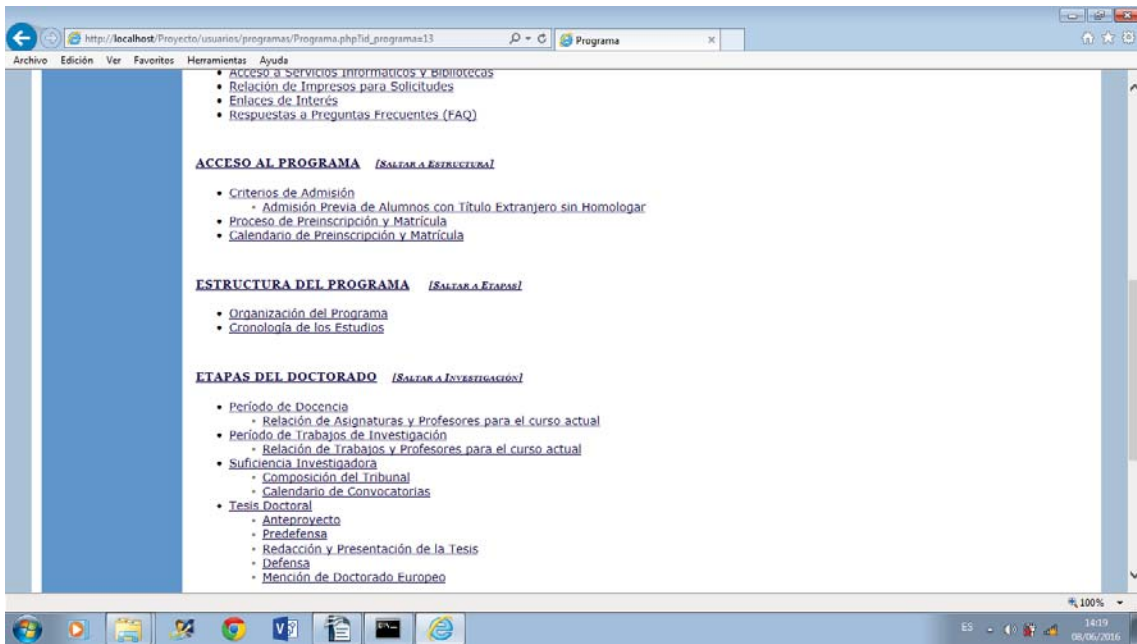 http://localhost/Proyecto/usuarios/programas/Programa.php?id_programa=13
Programa
Archivo Edición Ver Favoritos Herramientas Ayuda
Acceso a Servicios Informáticos y Bibliotecas
Relación de Impresos para Solicitudes
Enlaces de Interés
Respuestas a Preguntas Frecuentes (FAQ)
ACCESO AL PROGRAMA [SALTAR A ESTRUCTURA]
Criterios de Admisión
Admisión Previa de Alumnos con Título Extranjero sin Homologar
Proceso de Preinscripción y Matrícula
Calendario de Preinscripción y Matrícula
ESTRUCTURA DEL PROGRAMA [SALTAR A ETAPAS]
Organización del Programa
Cronología de los Estudios
ETAPAS DEL DOCTORADO [SALTAR A INVESTIGACIÓN]
Período de Docencia
Relación de Asignaturas y Profesores para el curso actual
Período de Trabajos de Investigación
Relación de Trabajos y Profesores para el curso actual
Suficiencia Investigadora
Composición del Tribunal
Calendario de Convocatorias
Tesis Doctoral
Anteproyecto
Predefensa
Redacción y Presentación de la Tesis
Defensa
Mención de Doctorado Europeo
100%
ES
14:19
08/06/2016